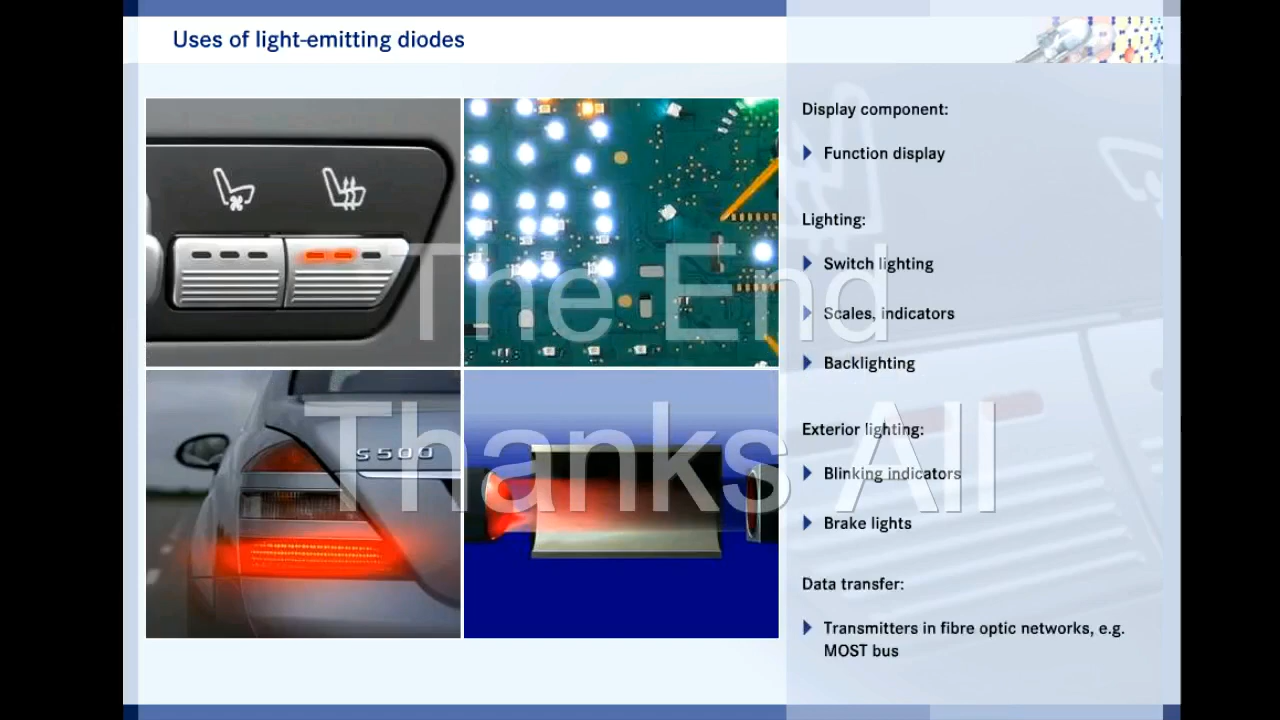 Uses of light-emitting diodes
Display component:
Function display
Lighting:
Switch lighting
Scales, indicators
Backlighting
Exterior lighting:
Blinking indicators
Brake lights
Data transfer:
Transmitters in fibre optic networks, e.g.
MOST bus
S 500
The End
Thanks All